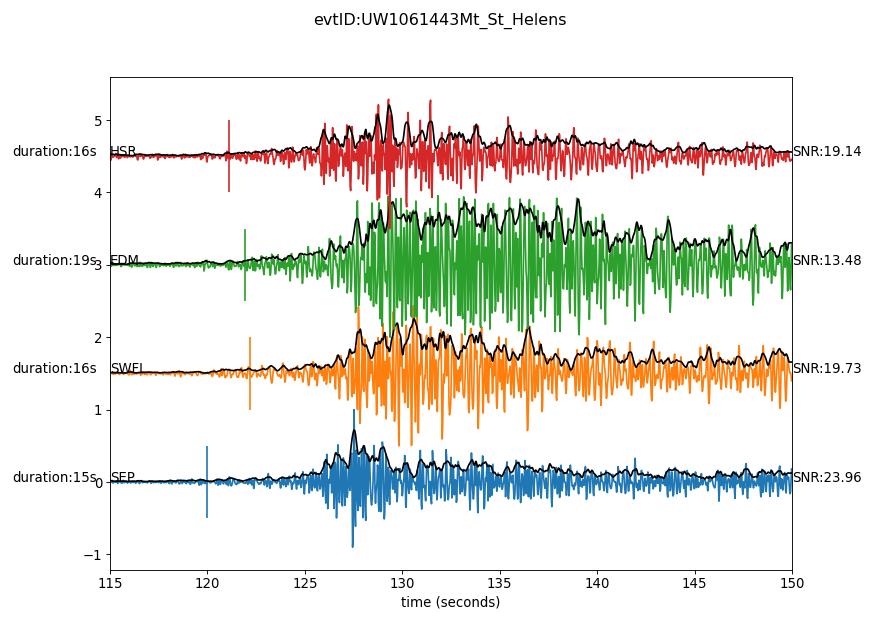 evtID:UW1061443Mt_St_Helens
5
duration:16s HSR SNR:19.14
4
duration:19s EDM SNR:13.48
3
2
duration:16s SWFL SNR:19.73
1
duration:15s SEP SNR:23.96
0
−1
115 120 125 130 135 140 145 150
time (seconds)